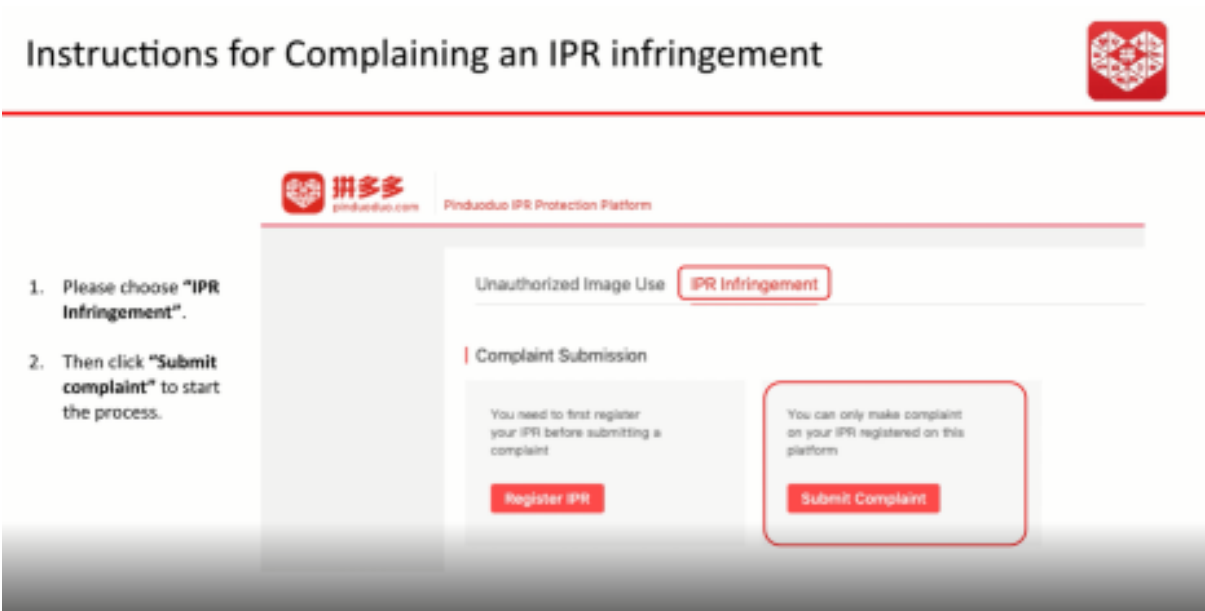 Instructions for Complaining an IPR infringement
拼多多
pinduoduo.com
Pinduoduo IPR Protection Platform
1. Please choose "IPR
Infringement".
2. Then click "Submit
complaint" to start
the process.
Unauthorized Image Use
IPR Infringement
Complaint Submission
You need to first register
your IPR before submitting a
complaint
Register IPR
You can only make complaint
on your IPR registered on this
platform
Submit Complaint